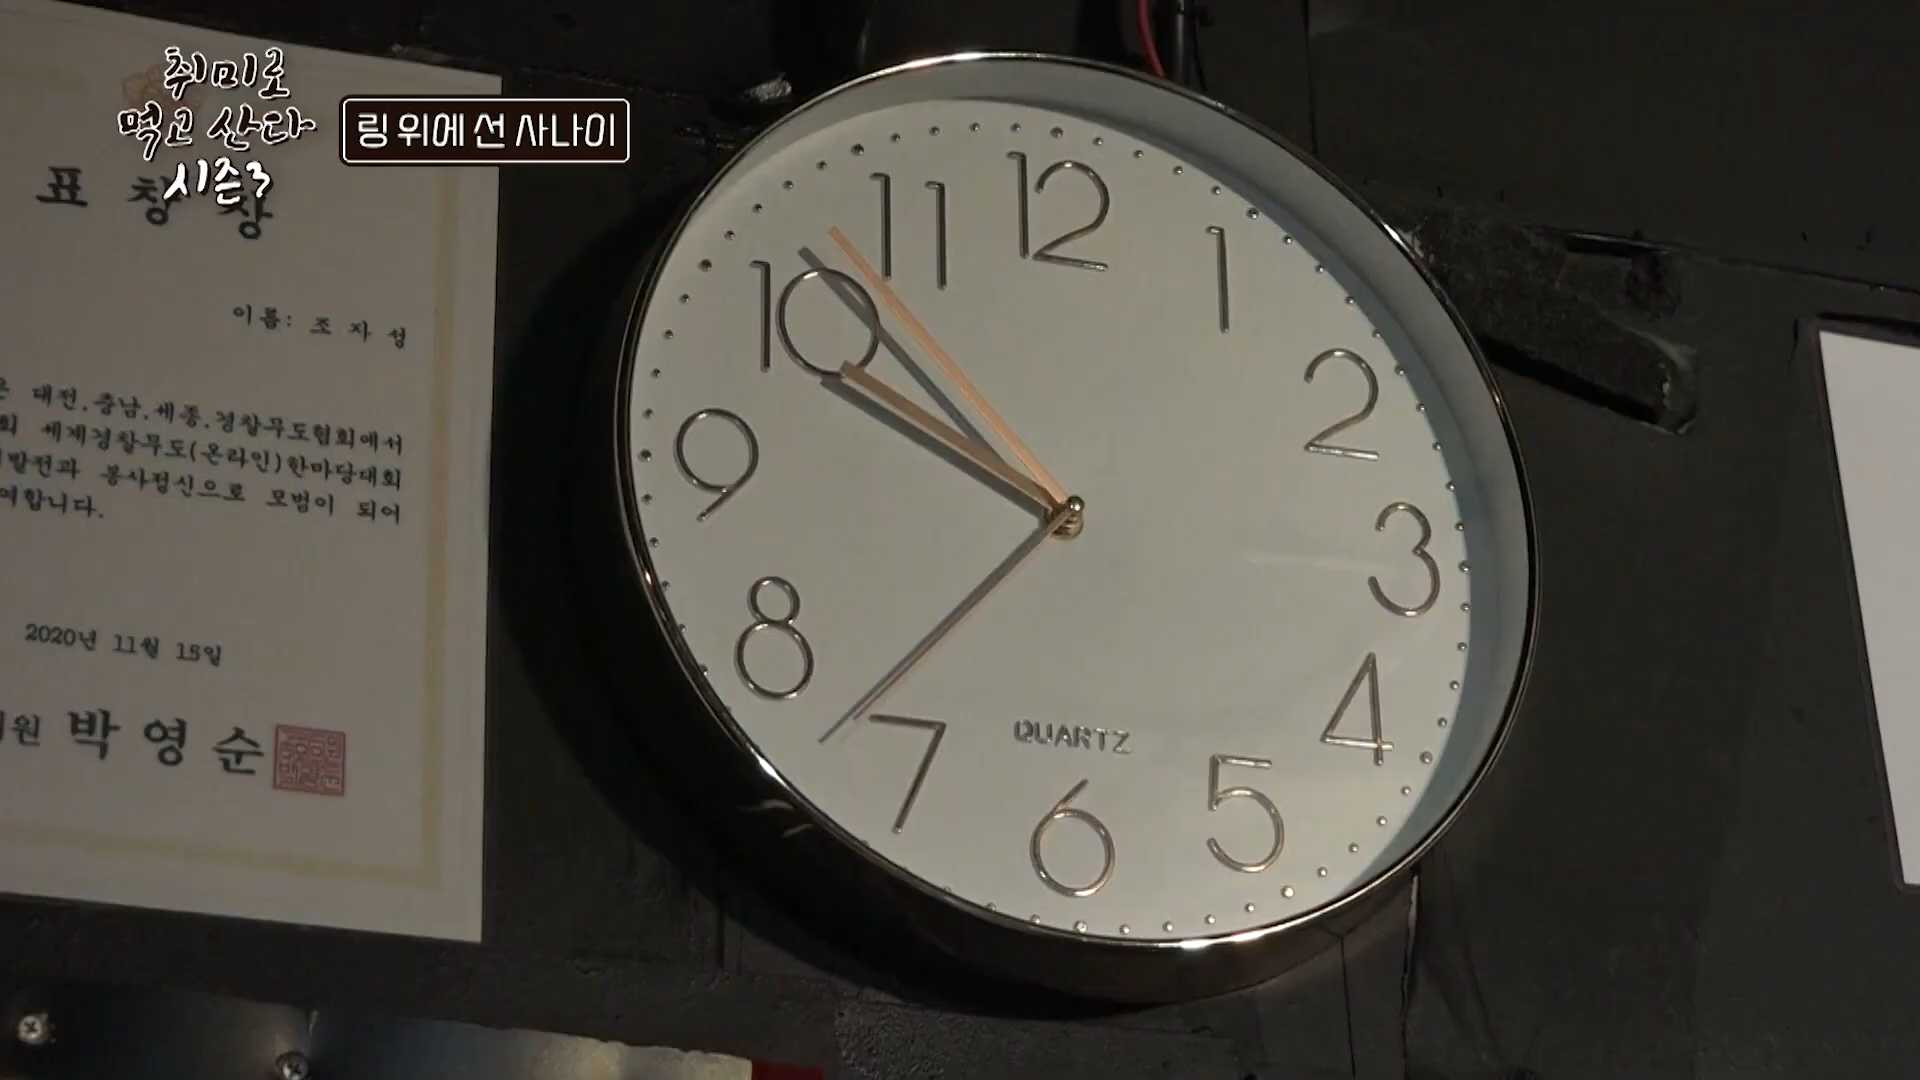 취미로
먹고 산다
시즌3
링 위에 선 사나이
표 창 장
이름: 조 자 성
대전,충남,세종,경찰무도협회에서
세계경찰무도(온라인)한마당대회
발전과 봉사정신으로 모범이 되어
여합니다.
2020년 11월 15일
박 영 순
12
1
2
3
4
5
6
7
8
9
10
11
QUARTZ